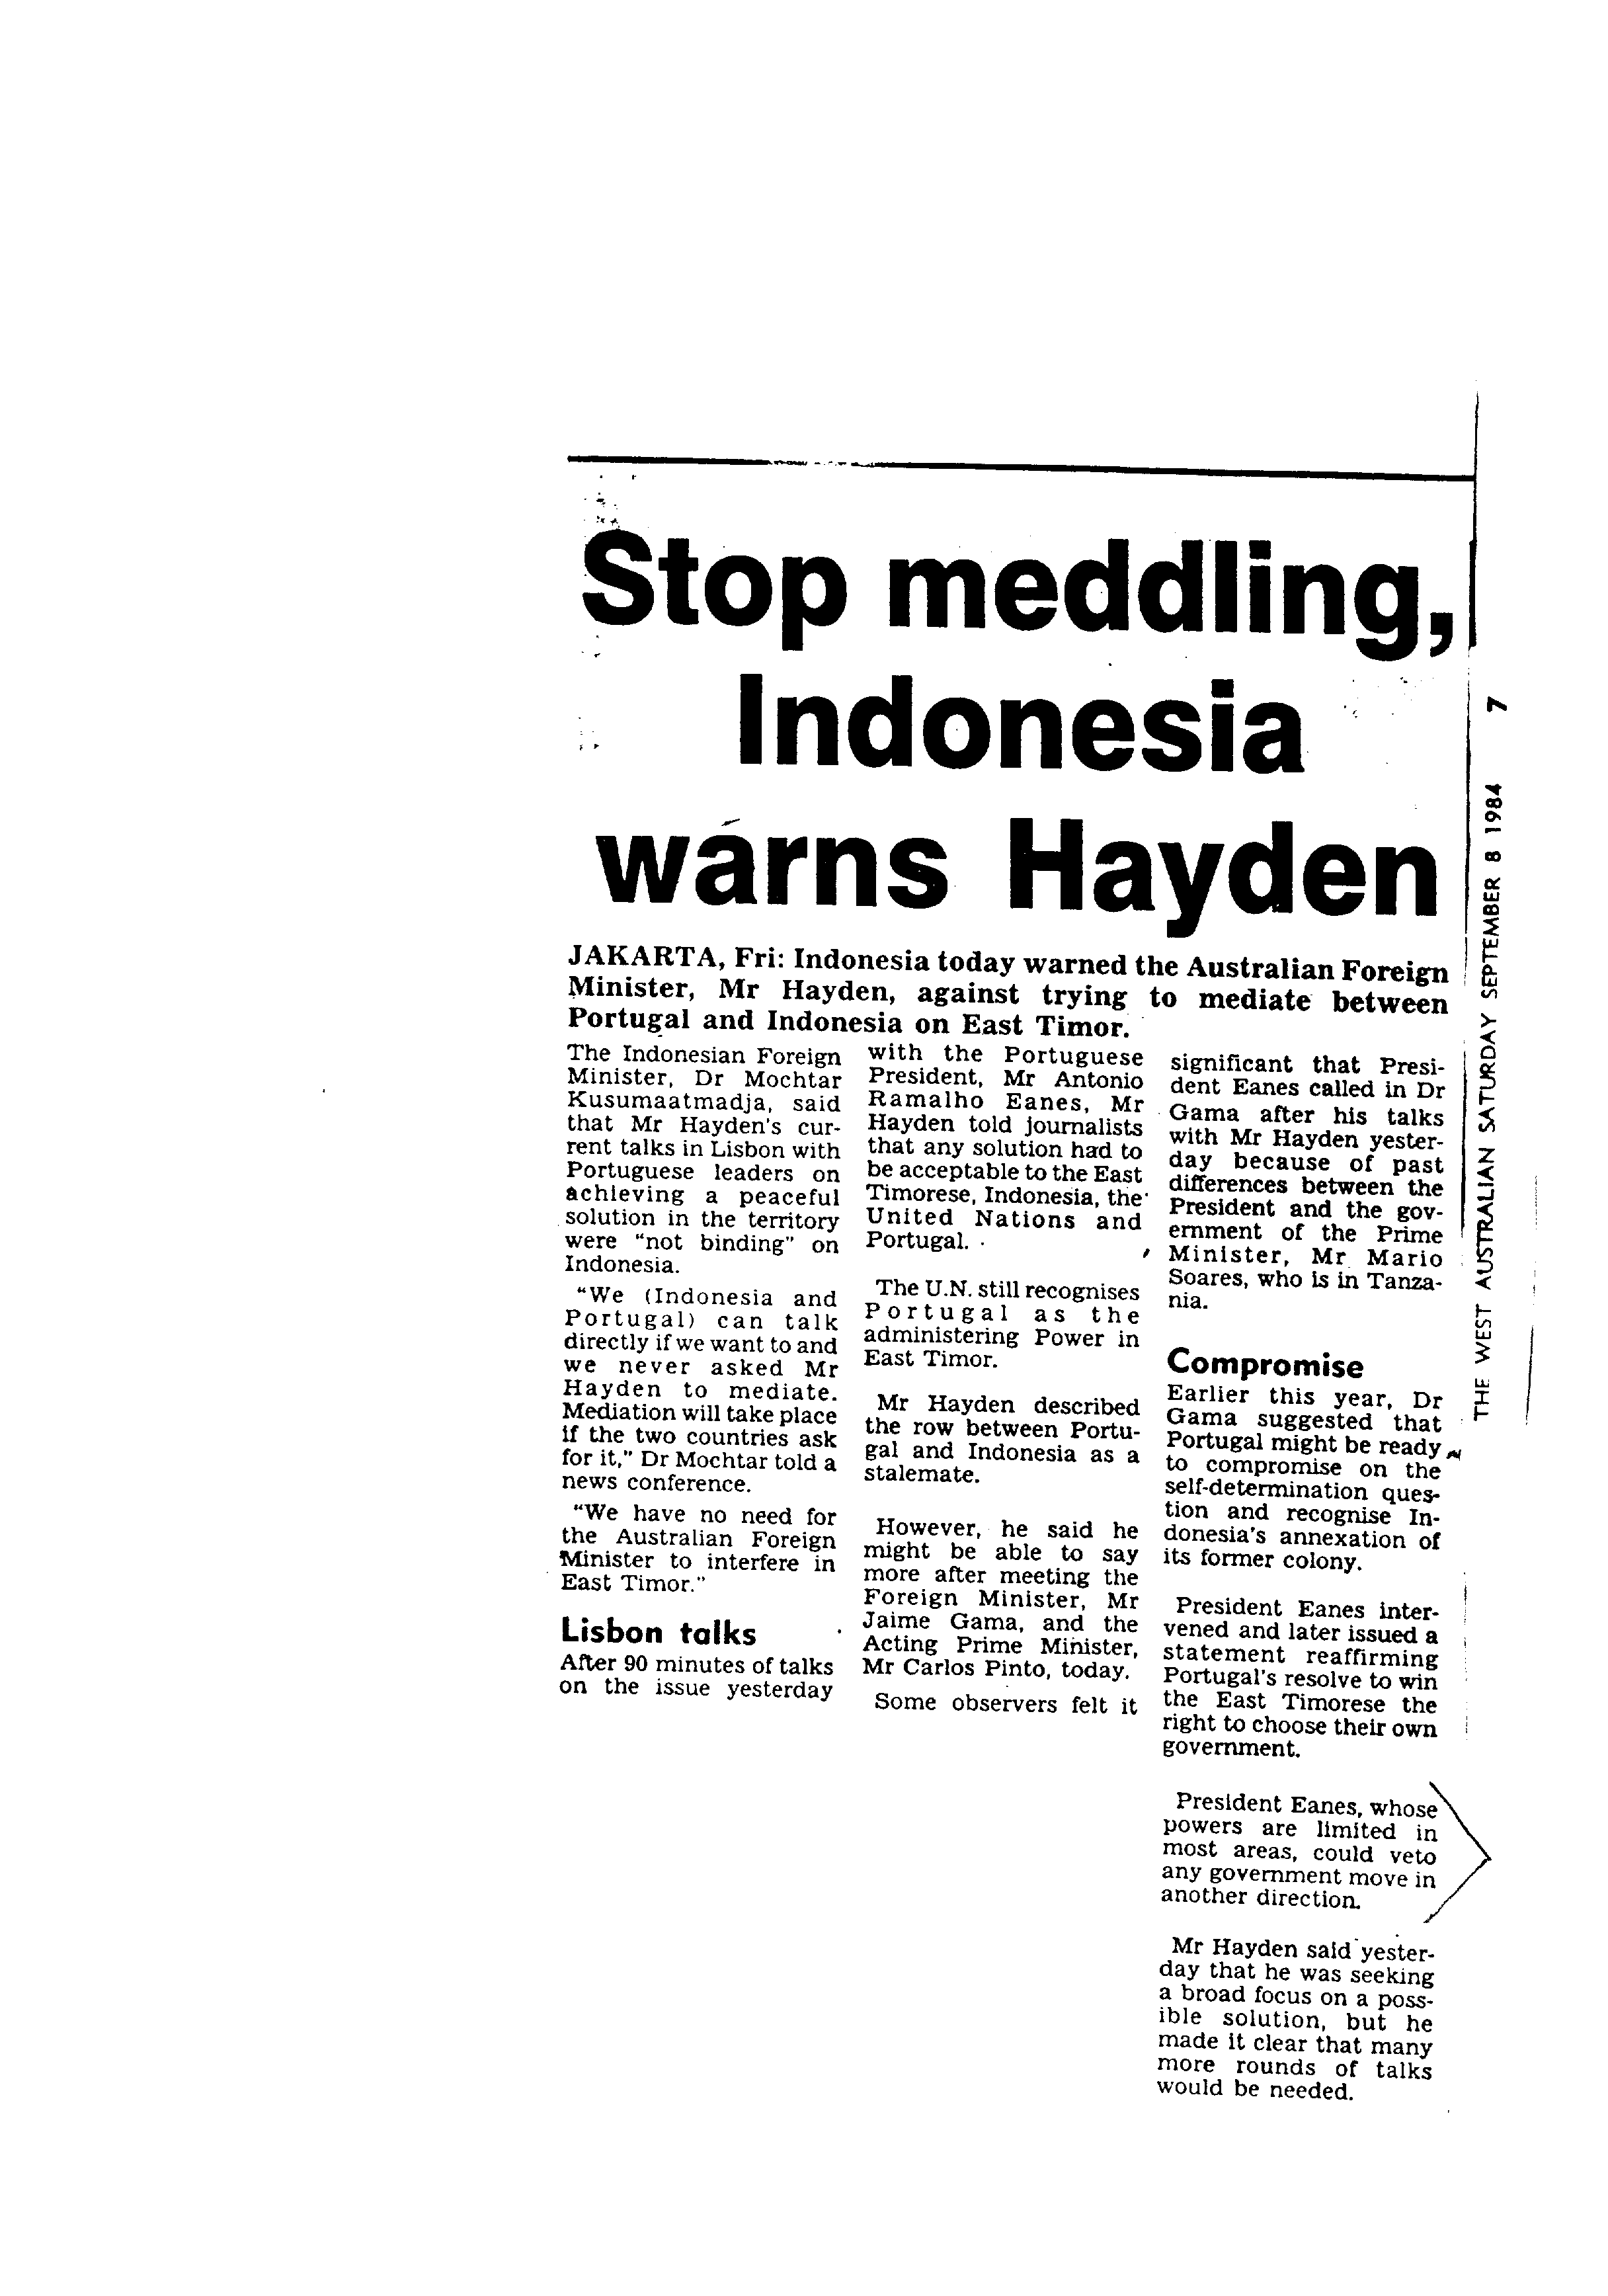 Stop meddling,
Indonesia
warns Hayden
JAKARTA, Fri: Indonesia today warned the Australian Foreign
Minister, Mr Hayden, against trying to mediate between
Portugal and Indonesia on East Timor.
The Indonesian Foreign
Minister, Dr Mochtar
Kusumaatmadja, said
that Mr Hayden's cur-
rent talks in Lisbon with
Portuguese leaders on
achieving a peaceful
solution in the territory
were “not binding” on
Indonesia.
“We (Indonesia and
Portugal) can talk
directly if we want to and
we never asked Mr
Hayden to mediate.
Mediation will take place
if the two countries ask
for it,” Dr Mochtar told a
news conference.
“We have no need for
the Australian Foreign
Minister to interfere in
East Timor.”
Lisbon talks
After 90 minutes of talks
on the issue yesterday
with the Portuguese
President, Mr Antonio
Ramalho Eanes, Mr
Hayden told journalists
that any solution had to
be acceptable to the East
Timorese, Indonesia, the
United Nations and
Portugal.
The U.N. still recognises
Portugal as the
administering Power in
East Timor.
Mr Hayden described
the row between Portu-
gal and Indonesia as a
stalemate.
However, he said he
might be able to say
more after meeting the
Foreign Minister, Mr
Jaime Gama, and the
Acting Prime Minister,
Mr Carlos Pinto, today.
Some observers felt it
significant that Presi-
dent Eanes called in Dr
Gama after his talks
with Mr Hayden yester-
day because of past
differences between the
President and the gov-
ernment of the Prime
Minister, Mr Mario
Soares, who is in Tanza-
nia.
Compromise
Earlier this year, Dr
Gama suggested that
Portugal might be ready
to compromise on the
self-determination ques-
tion and recognise In-
donesia's annexation of
its former colony.
President Eanes inter-
vened and later issued a
statement reaffirming
Portugal's resolve to win
the East Timorese the
right to choose their own
government.
President Eanes, whose
powers are limited in
most areas, could veto
any government move in
another direction.
Mr Hayden said yester-
day that he was seeking
a broad focus on a poss-
ible solution, but he
made it clear that many
more rounds of talks
would be needed.
THE WEST AUSTRALIAN SATURDAY SEPTEMBER 8 1984 7